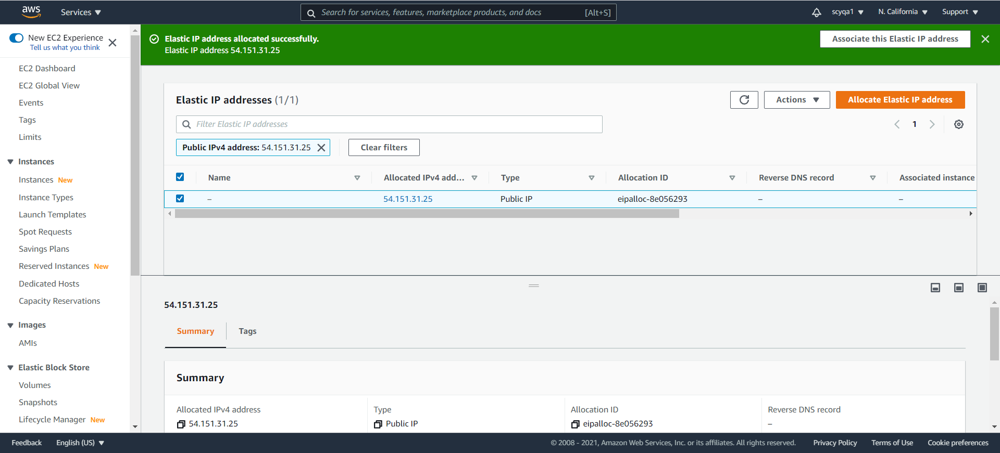 aws
Services
Search for services, features, marketplace products, and docs [Alt+S]
scyqa1
N. California
Support
New EC2 Experience
Tell us what you think
EC2 Dashboard
EC2 Global View
Events
Tags
Limits
Instances
Instances New
Instance Types
Launch Templates
Spot Requests
Savings Plans
Reserved Instances New
Dedicated Hosts
Capacity Reservations
Images
AMIs
Elastic Block Store
Volumes
Snapshots
Lifecycle Manager New
Elastic IP address allocated successfully.
Elastic IP address 54.151.31.25
Associate this Elastic IP address
Elastic IP addresses (1/1)
Actions
Allocate Elastic IP address
Filter Elastic IP addresses
1
Public IPv4 address: 54.151.31.25
Clear filters
Name Allocated IPv4 add... Type Allocation ID Reverse DNS record Associated instance
– 54.151.31.25 Public IP eipalloc-8e056293 – –
54.151.31.25
Summary Tags
Summary
Allocated IPv4 address Type Allocation ID Reverse DNS record
54.151.31.25 Public IP eipalloc-8e056293 –
Feedback English (US) © 2008 - 2021, Amazon Web Services, Inc. or its affiliates. All rights reserved. Privacy Policy Terms of Use Cookie preferences